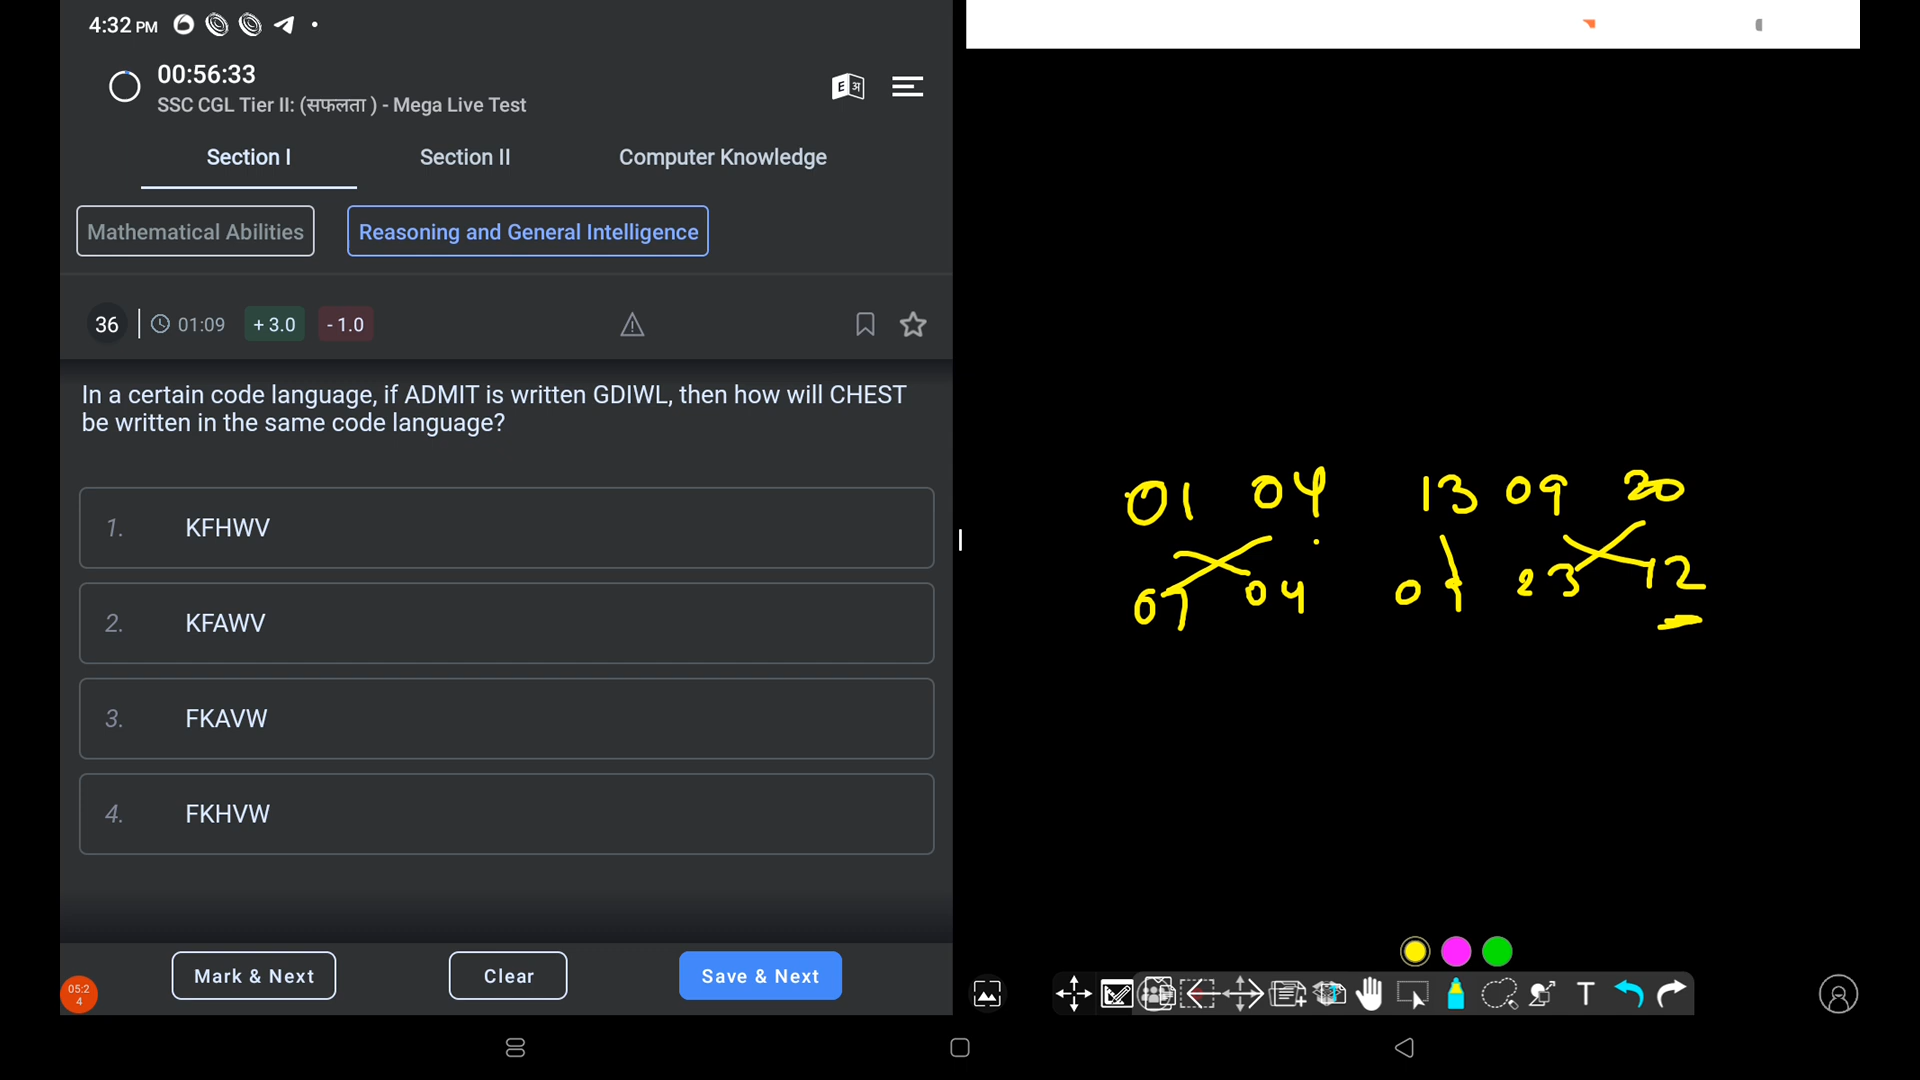 4:32 PM
00:56:33
SSC CGL Tier II: (सफलता ) - Mega Live Test
E अ
Section I Section II Computer Knowledge
Mathematical Abilities Reasoning and General Intelligence
36 01:09 + 3.0 - 1.0
In a certain code language, if ADMIT is written GDIWL, then how will CHEST
be written in the same code language?
1. KFHWV
2. KFAWV
3. FKAVW
4. FKHVW
Mark & Next Clear Save & Next
05:2
4
01 04 13 09 20
07 04 09 23 12
T